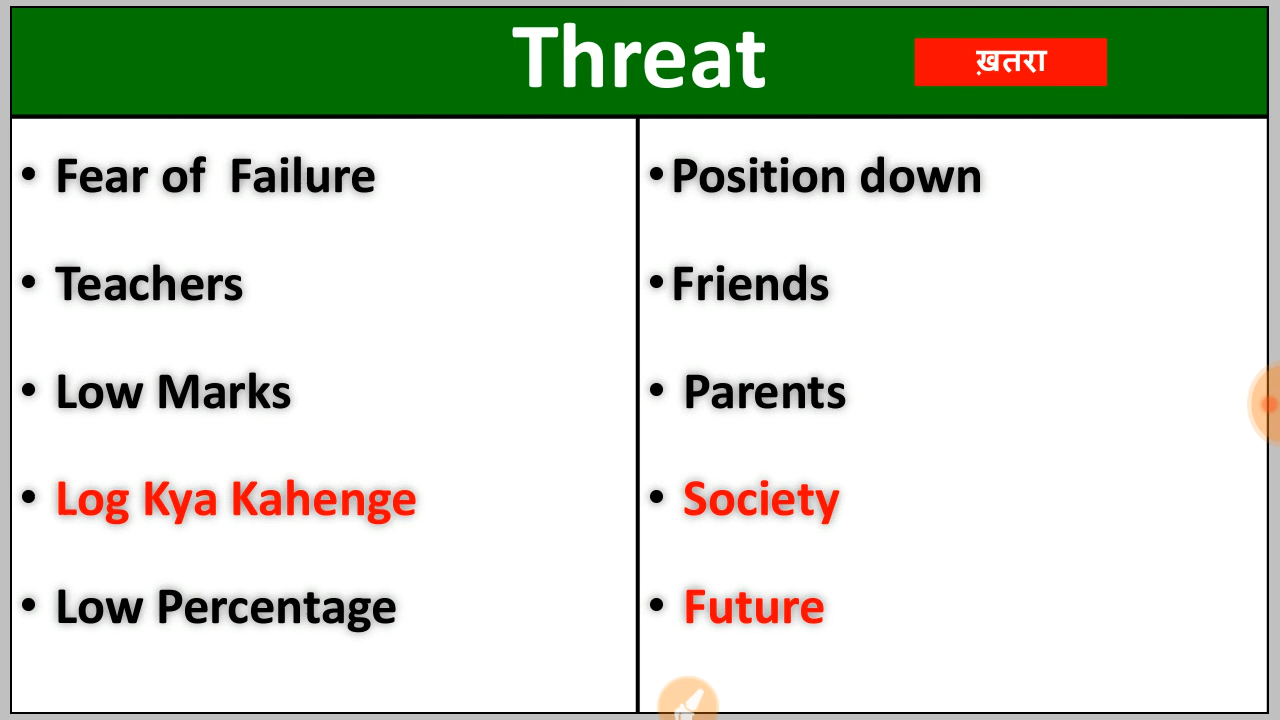 Threat
ख़तरा
• Fear of Failure
• Teachers
• Low Marks
• Log Kya Kahenge
• Low Percentage
•Position down
•Friends
• Parents
• Society
• Future